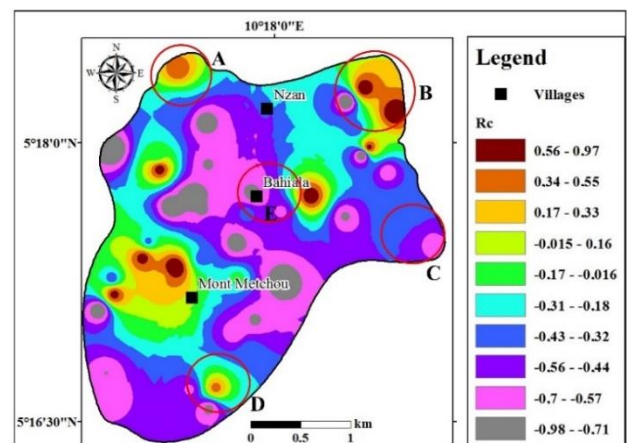 10°18'0"E
N
W E
S
A
B
Nzan
5°18'0"N
Bahiala
E
C
Mont Metchou
D
5°16'30"N
km
0 0.5 1
Legend
Villages
Rc
0.56 - 0.97
0.34 - 0.55
0.17 - 0.33
-0.015 - 0.16
-0.17 - -0.016
-0.31 - -0.18
-0.43 - -0.32
-0.56 - -0.44
-0.7 - -0.57
-0.98 - -0.71